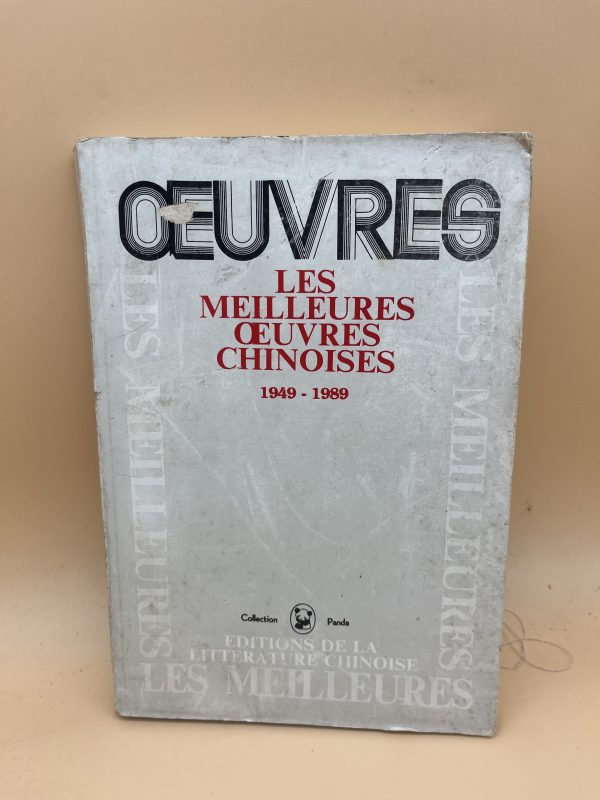 ŒUVRES
LES
MEILLEURES
ŒUVRES
CHINOISES
1949 - 1989
LES MEILLEURES
LES MEILLEURES
Collection Panda
EDITIONS DE LA
LITTERATURE CHINOISE
LES MEILLEURES